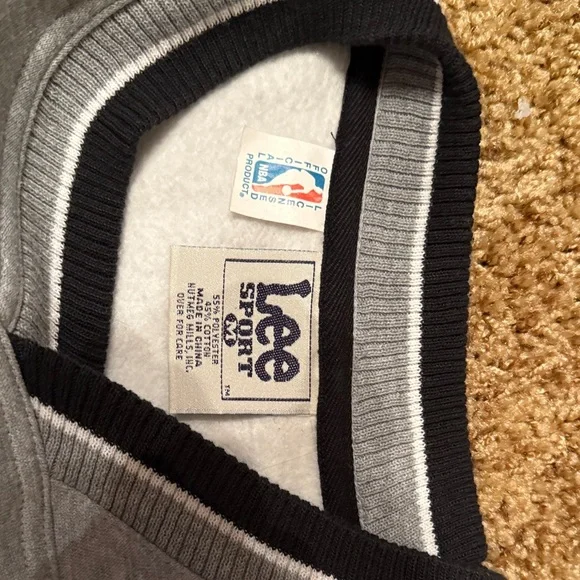 OFFICIAL LICENSED
NBA
PRODUCT®
Lee
SPORT
M
TM
55% POLYESTER
45% COTTON
MADE IN CHINA
NUTMEG MILLS, INC.
OVER FOR CARE